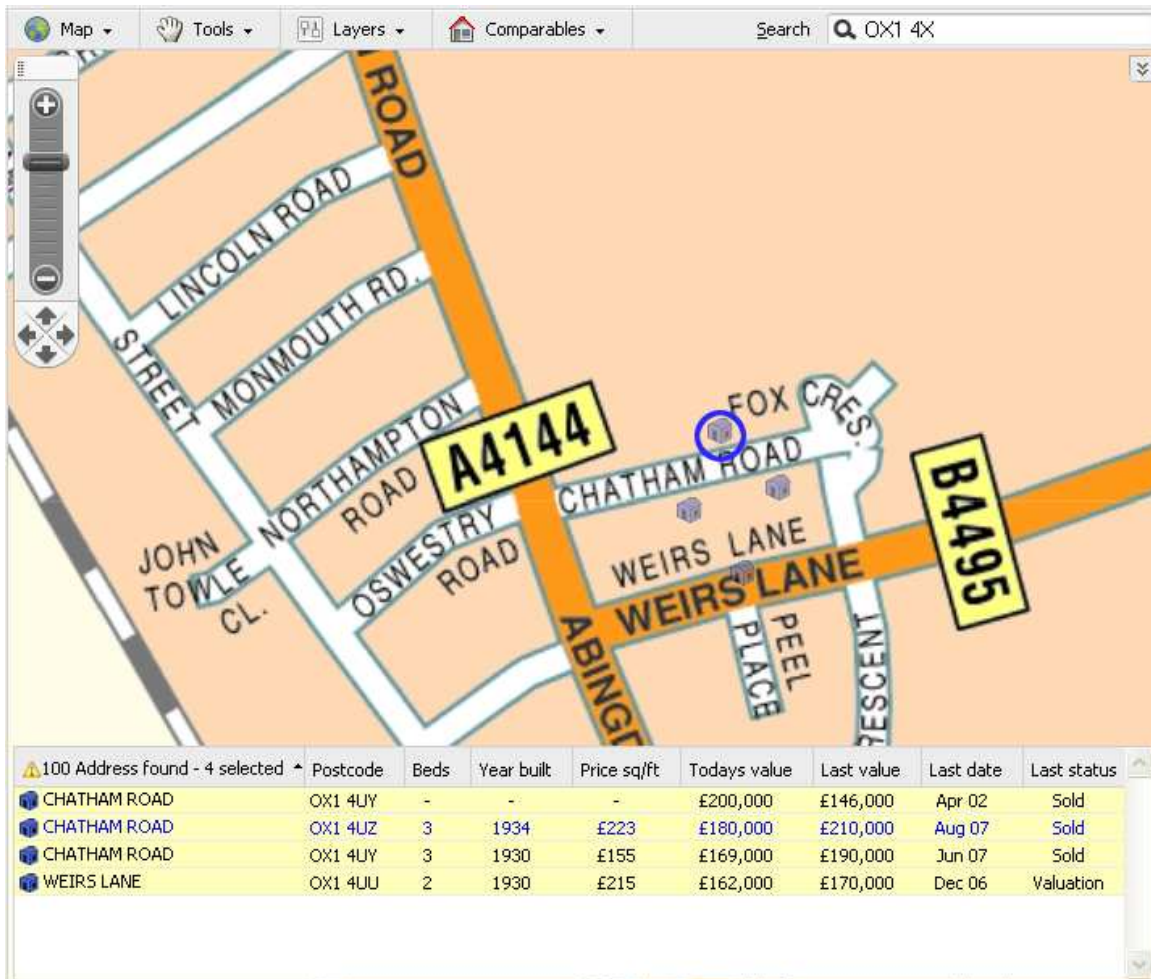 Map Tools Layers Comparables Search OX1 4X
ROAD
LINCOLN ROAD
MONMOUTH RD.
STREET
NORTHAMPTON
ROAD
A4144
FOX CRES.
CHATHAM ROAD
B4495
JOHN
TOWLE
CL.
OSWESTRY
ROAD
WEIRS LANE
WEIRS LANE
PEEL
PLACE
ABINGD
RESCENT
100 Address found - 4 selected Postcode Beds Year built Price sq/ft Todays value Last value Last date Last status
CHATHAM ROAD OX1 4UY - - - £200,000 £146,000 Apr 02 Sold
CHATHAM ROAD OX1 4UZ 3 1934 £223 £180,000 £210,000 Aug 07 Sold
CHATHAM ROAD OX1 4UY 3 1930 £155 £169,000 £190,000 Jun 07 Sold
WEIRS LANE OX1 4UU 2 1930 £215 £162,000 £170,000 Dec 06 Valuation